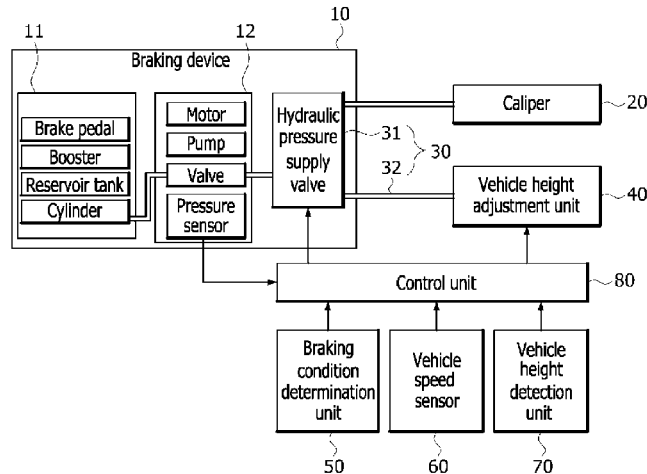 10
11
12
Braking device
Brake pedal
Booster
Reservoir tank
Cylinder
Motor
Pump
Valve
Pressure
sensor
Hydraulic
pressure
supply
valve
31
32
30
Caliper
20
Vehicle height
adjustment unit
40
Control unit
80
Braking
condition
determination
unit
50
Vehicle
speed
sensor
60
Vehicle
height
detection
unit
70